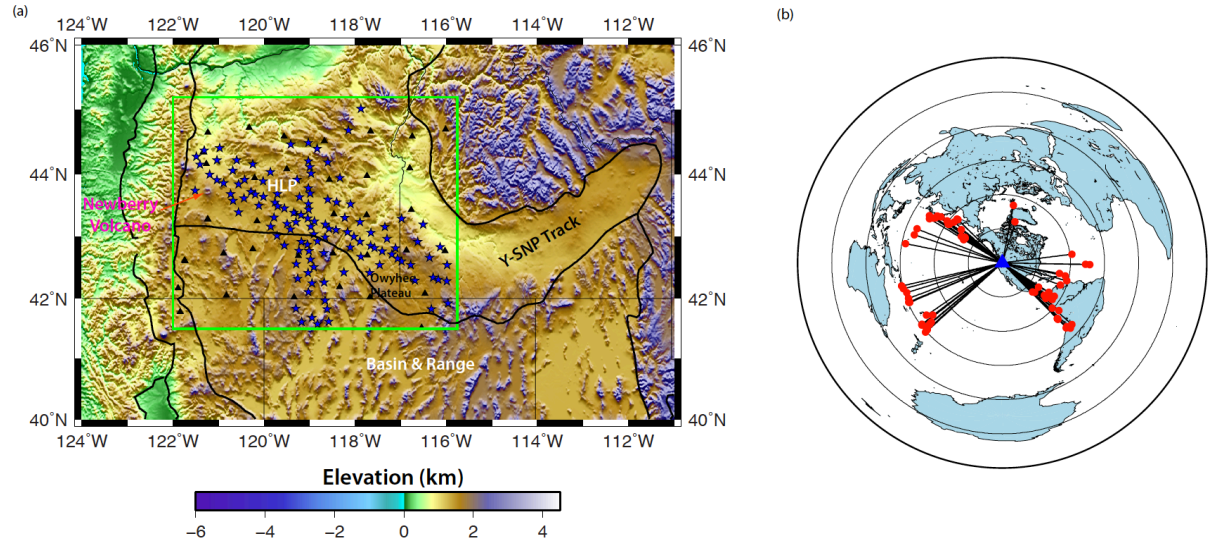 (a)
(b)
124˚W 122˚W 120˚W 118˚W 116˚W 114˚W 112˚W
46˚N 46˚N
44˚N 44˚N
HLP
Newberry
Volcano
Y-SNP Track
42˚N 42˚N
Owyhee
Plateau
Basin & Range
40˚N 40˚N
124˚W 122˚W 120˚W 118˚W 116˚W 114˚W 112˚W
Elevation (km)
−6 −4 −2 0 2 4